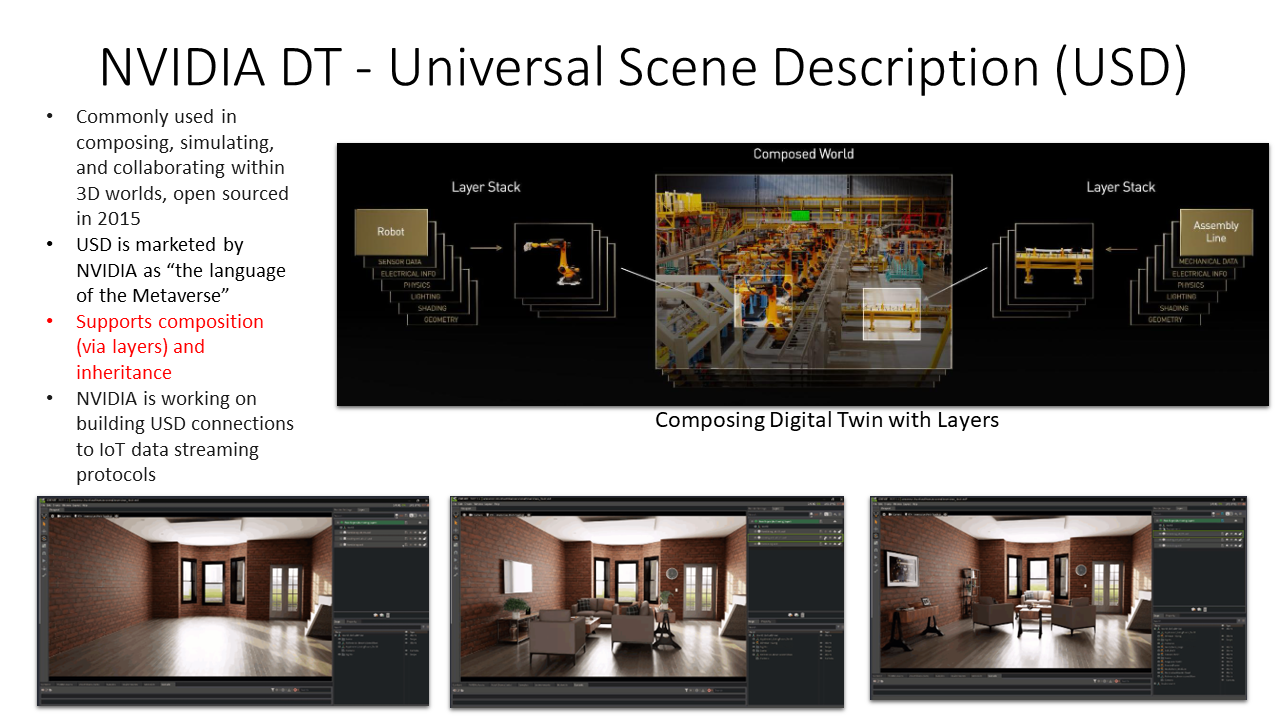 NVIDIA DT - Universal Scene Description (USD)
• Commonly used in
composing, simulating,
and collaborating within
3D worlds, open sourced
in 2015
• USD is marketed by
NVIDIA as “the language
of the Metaverse”
• Supports composition
(via layers) and
inheritance
• NVIDIA is working on
building USD connections
to IoT data streaming
protocols
Composed World
Layer Stack
Robot
SENSOR DATA
ELECTRICAL INFO
PHYSICS
LIGHTING
SHADING
GEOMETRY
Layer Stack
Assembly
Line
MECHANICAL DATA
ELECTRICAL INFO
PHYSICS
LIGHTING
SHADING
GEOMETRY
Composing Digital Twin with Layers